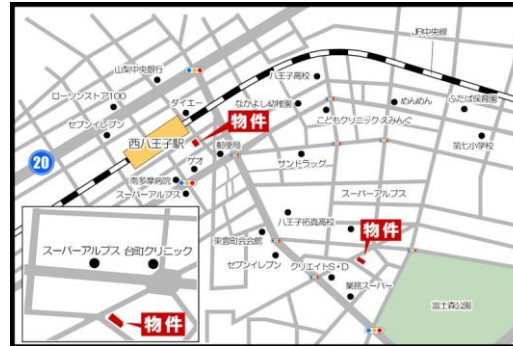 JR中央線
山梨中央銀行
ローソンストア100
八王子高校
ダイエー
なかよし幼稚園
めんめん
ふたば保育園
セブンイレブン
物件
こどもクリニック えみんぐ
西八王子駅
郵便局
第七小学校
20
ゲオ
サンドラッグ
南多摩病院
スーパーアルプス
スーパーアルプス
八王子拓真高校
物件
東雲町会会館
スーパーアルプス
台町クリニック
セブンイレブン
クリエイトS・D
業務スーパー
富士森公園
物件